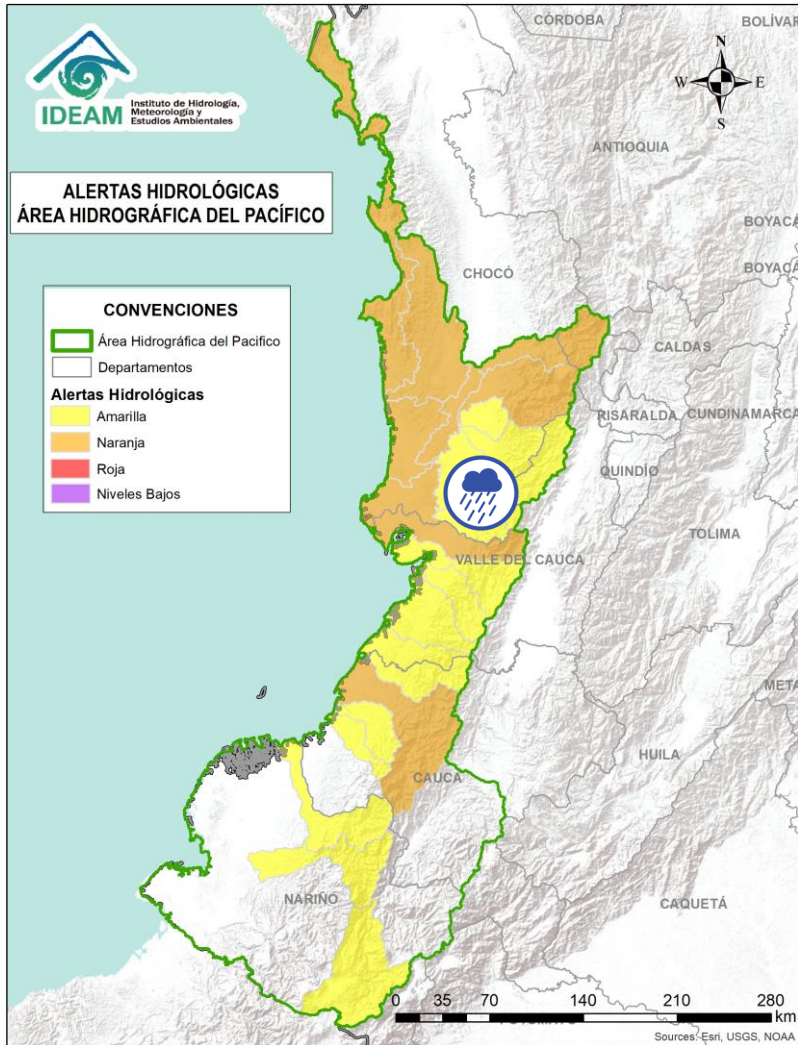 CÓRDOBA
BOLÍVAR
N
W
E
S
IDEAM
Instituto de Hidrología,
Meteorología y
Estudios Ambientales
ANTIOQUIA
ALERTAS HIDROLÓGICAS
ÁREA HIDROGRÁFICA DEL PACÍFICO
BOYACÁ
BOYACÁ
CHOCÓ
CONVENCIONES
Área Hidrográfica del Pacifico
Departamentos
Alertas Hidrológicas
Amarilla
Naranja
Roja
Niveles Bajos
CALDAS
RISARALDA
CUNDINAMARCA
QUINDÍO
TOLIMA
VALLE DEL CAUCA
META
HUILA
CAUCA
NARIÑO
CAQUETÁ
0 35 70 140 210 280
km
Sources: Esri, USGS, NOAA